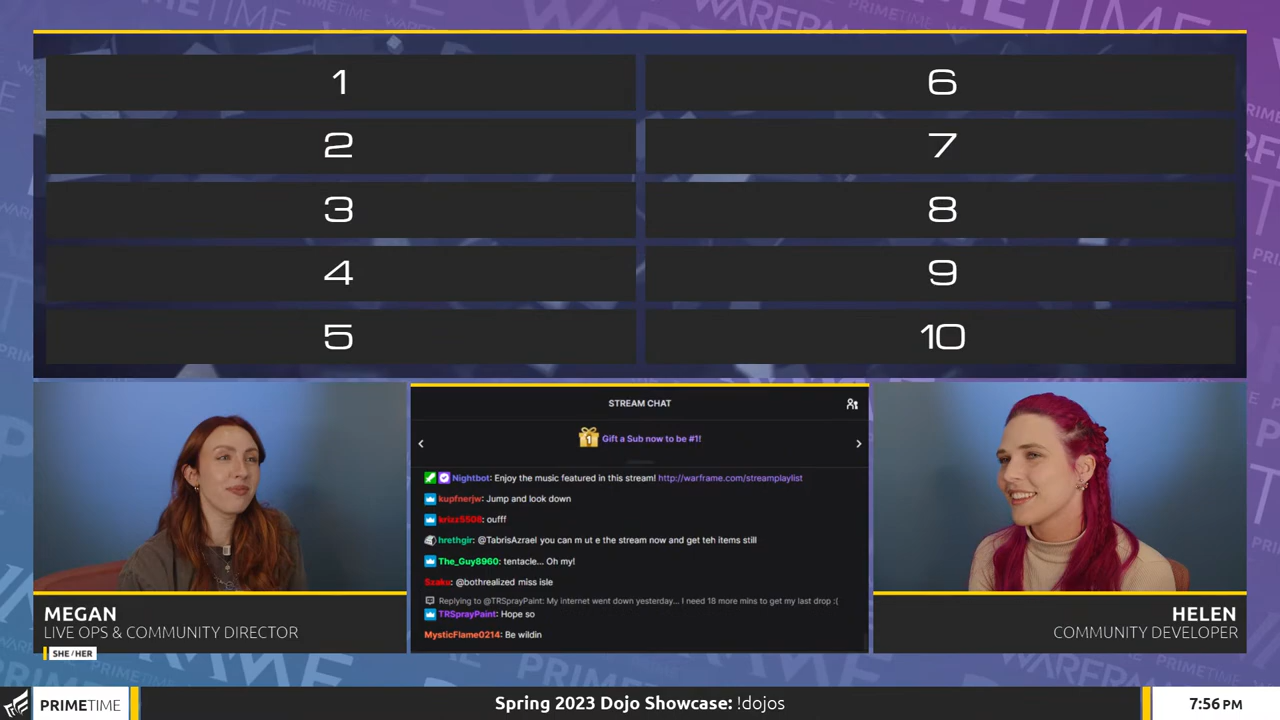 1
2
3
4
5
6
7
8
9
10
STREAM CHAT
1
Gift a Sub now to be #1!
Nightbot: Enjoy the music featured in this stream! http://warframe.com/streamplaylist
kupfnerjw: Jump and look down
krizz5508: oufff
hrethgir: @TabrisAzrael you can m ut e the stream now and get teh items still
The_Guy8960: tentacle... Oh my!
Szaku: @bothrealized miss isle
Replying to @TRSprayPaint: My internet went down yesterday... I need 18 more mins to get my last drop :(
TRSprayPaint: Hope so
MysticFlame0214: Be wildin
MEGAN
LIVE OPS & COMMUNITY DIRECTOR
SHE/HER
HELEN
COMMUNITY DEVELOPER
PRIMETIME
Spring 2023 Dojo Showcase: !dojos
7:56 PM